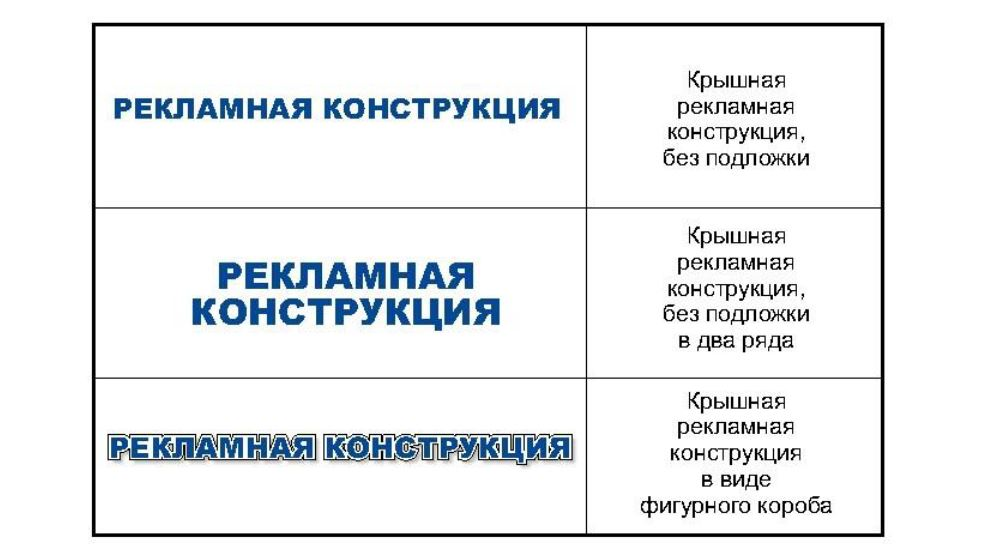 РЕКЛАМНАЯ КОНСТРУКЦИЯ
Крышная
рекламная
конструкция,
без подложки
РЕКЛАМНАЯ
КОНСТРУКЦИЯ
Крышная
рекламная
конструкция,
без подложки
в два ряда
РЕКЛАМНАЯ КОНСТРУКЦИЯ
Крышная
рекламная
конструкция
в виде
фигурного короба